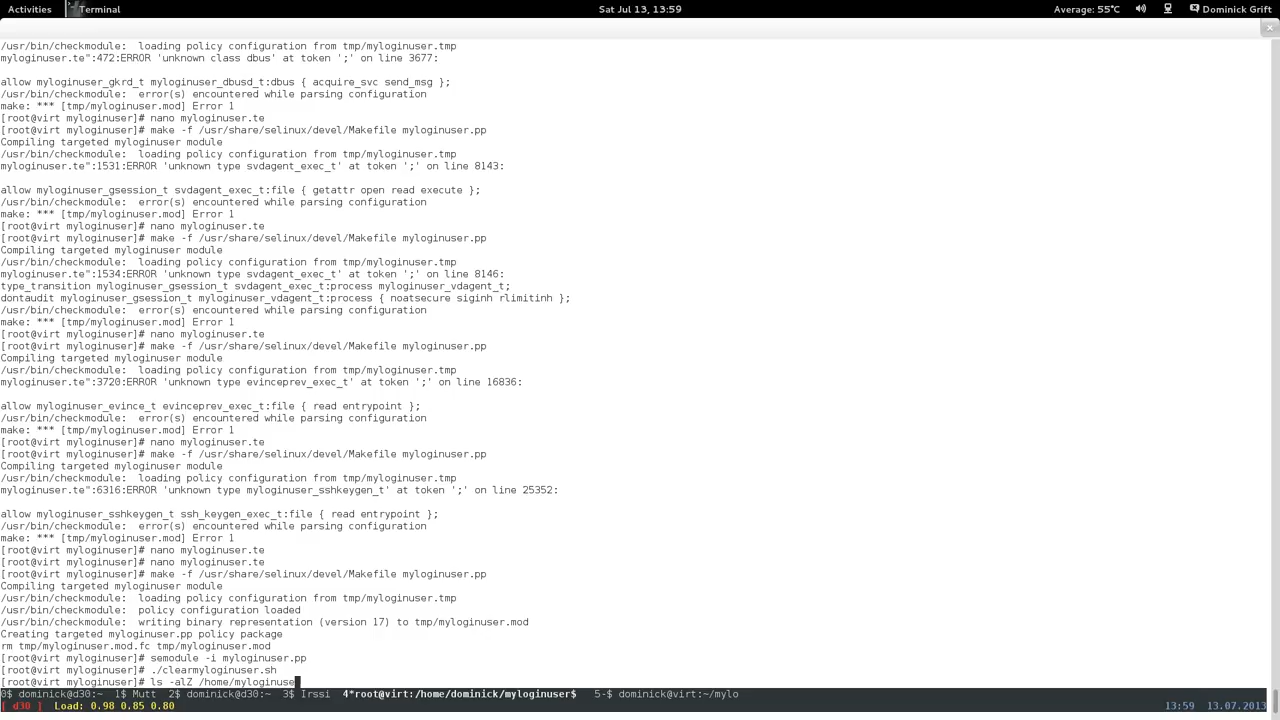 Activities Terminal Sat Jul 13, 13:59 Average: 55°C Dominick Grift
/usr/bin/checkmodule:  loading policy configuration from tmp/myloginuser.tmp
myloginuser.te":472:ERROR 'unknown class dbus' at token ';' on line 3677:
allow myloginuser_gkrd_t myloginuser_dbusd_t:dbus { acquire_svc send_msg };
/usr/bin/checkmodule:  error(s) encountered while parsing configuration
make: *** [tmp/myloginuser.mod] Error 1
[root@virt myloginuser]# nano myloginuser.te
[root@virt myloginuser]# make -f /usr/share/selinux/devel/Makefile myloginuser.pp
Compiling targeted myloginuser module
/usr/bin/checkmodule:  loading policy configuration from tmp/myloginuser.tmp
myloginuser.te":1531:ERROR 'unknown type svdagent_exec_t' at token ';' on line 8143:
allow myloginuser_gsession_t svdagent_exec_t:file { getattr open read execute };
/usr/bin/checkmodule:  error(s) encountered while parsing configuration
make: *** [tmp/myloginuser.mod] Error 1
[root@virt myloginuser]# nano myloginuser.te
[root@virt myloginuser]# make -f /usr/share/selinux/devel/Makefile myloginuser.pp
Compiling targeted myloginuser module
/usr/bin/checkmodule:  loading policy configuration from tmp/myloginuser.tmp
myloginuser.te":1534:ERROR 'unknown type svdagent_exec_t' at token ';' on line 8146:
type_transition myloginuser_gsession_t svdagent_exec_t:process myloginuser_vdagent_t;
dontaudit myloginuser_gsession_t myloginuser_vdagent_t:process { noatsecure siginh rlimitinh };
/usr/bin/checkmodule:  error(s) encountered while parsing configuration
make: *** [tmp/myloginuser.mod] Error 1
[root@virt myloginuser]# nano myloginuser.te
[root@virt myloginuser]# make -f /usr/share/selinux/devel/Makefile myloginuser.pp
Compiling targeted myloginuser module
/usr/bin/checkmodule:  loading policy configuration from tmp/myloginuser.tmp
myloginuser.te":3720:ERROR 'unknown type evinceprev_exec_t' at token ';' on line 16836:
allow myloginuser_evince_t evinceprev_exec_t:file { read entrypoint };
/usr/bin/checkmodule:  error(s) encountered while parsing configuration
make: *** [tmp/myloginuser.mod] Error 1
[root@virt myloginuser]# nano myloginuser.te
[root@virt myloginuser]# make -f /usr/share/selinux/devel/Makefile myloginuser.pp
Compiling targeted myloginuser module
/usr/bin/checkmodule:  loading policy configuration from tmp/myloginuser.tmp
myloginuser.te":6316:ERROR 'unknown type myloginuser_sshkeygen_t' at token ';' on line 25352:
allow myloginuser_sshkeygen_t ssh_keygen_exec_t:file { read entrypoint };
/usr/bin/checkmodule:  error(s) encountered while parsing configuration
make: *** [tmp/myloginuser.mod] Error 1
[root@virt myloginuser]# nano myloginuser.te
[root@virt myloginuser]# nano myloginuser.te
[root@virt myloginuser]# make -f /usr/share/selinux/devel/Makefile myloginuser.pp
Compiling targeted myloginuser module
/usr/bin/checkmodule:  loading policy configuration from tmp/myloginuser.tmp
/usr/bin/checkmodule:  policy configuration loaded
/usr/bin/checkmodule:  writing binary representation (version 17) to tmp/myloginuser.mod
Creating targeted myloginuser.pp policy package
rm tmp/myloginuser.mod.fc tmp/myloginuser.mod
[root@virt myloginuser]# semodule -i myloginuser.pp
[root@virt myloginuser]# ./clearmyloginuser.sh
[root@virt myloginuser]# ls -alZ /home/myloginuse
0$ dominick@d30:~  1$ Mutt  2$ dominick@d30:~  3$ Irssi  4*root@virt:/home/dominick/myloginuser$  5-$ dominick@virt:~/mylo
[ d30 ] Load: 0.98 0.85 0.80 13:59 13.07.2013